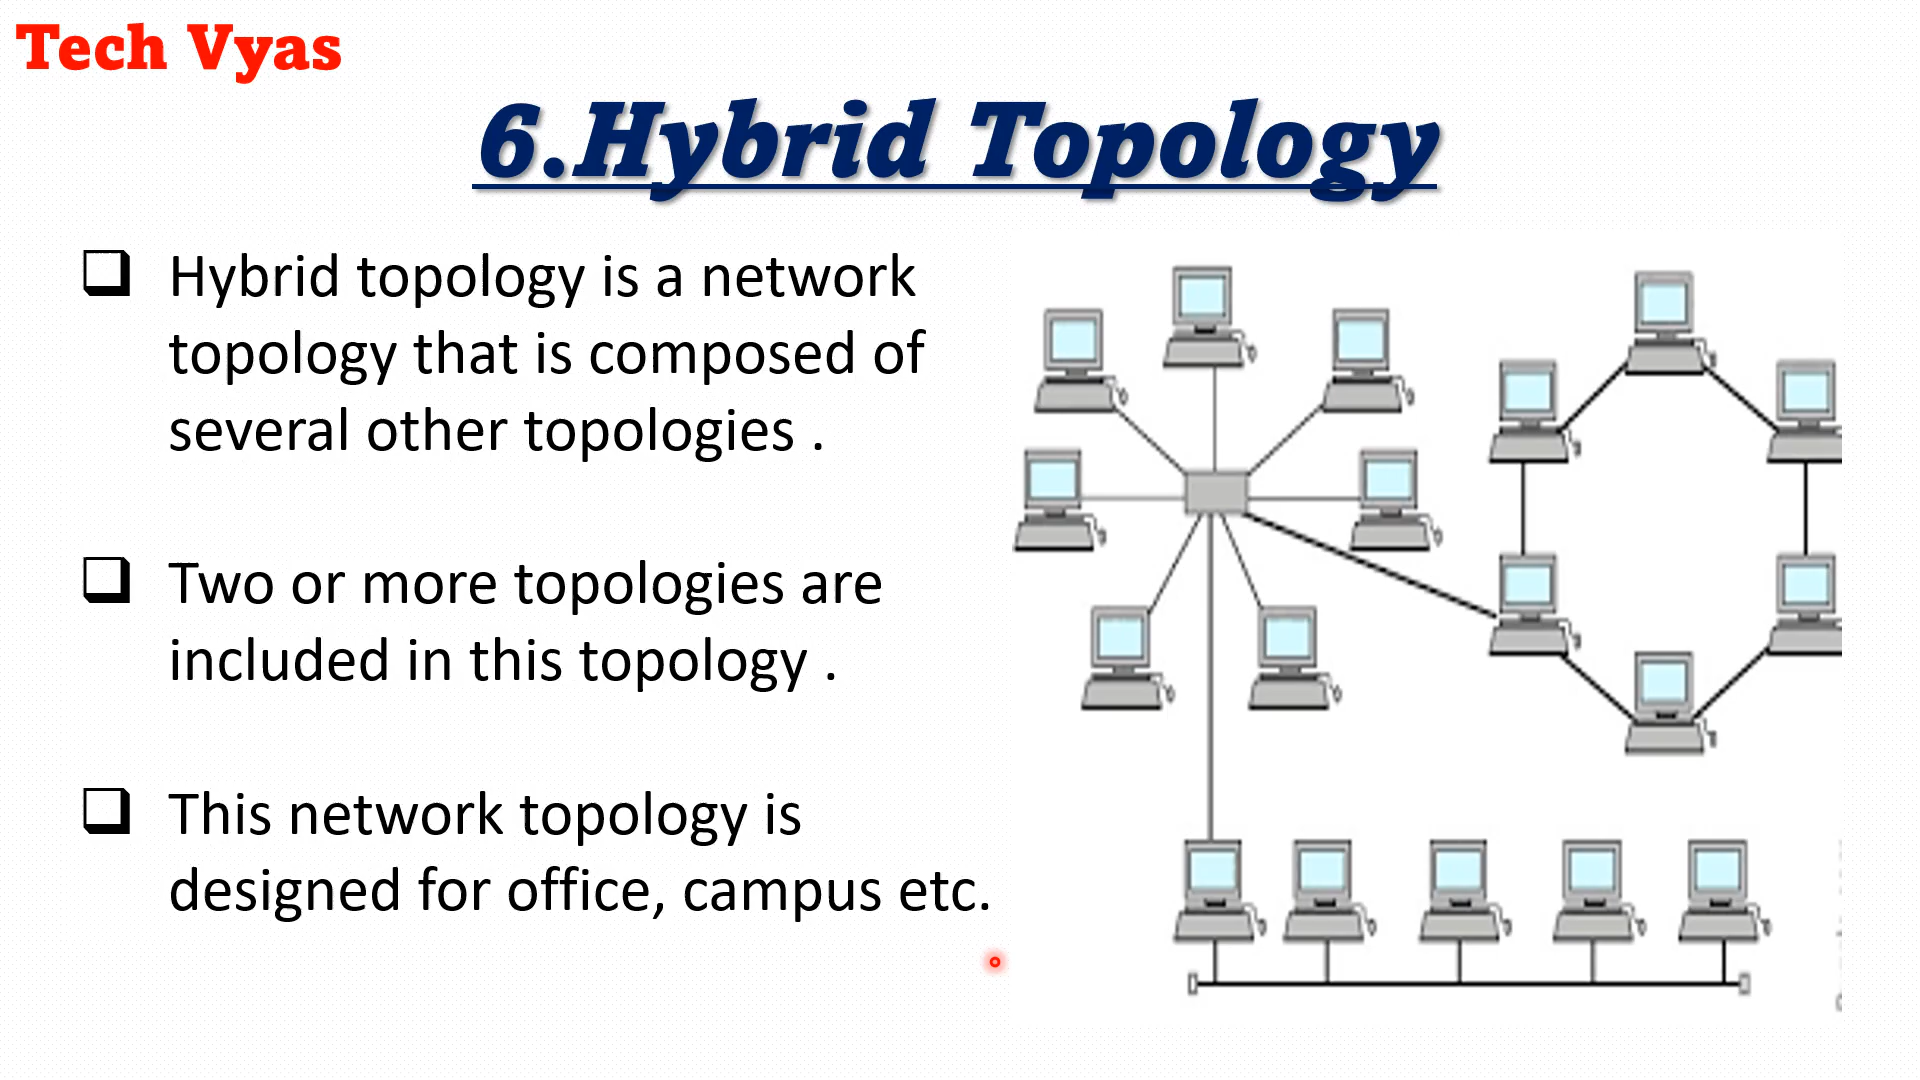 Tech Vyas
6.Hybrid Topology
Hybrid topology is a network
topology that is composed of
several other topologies .
Two or more topologies are
included in this topology .
This network topology is
designed for office, campus etc.